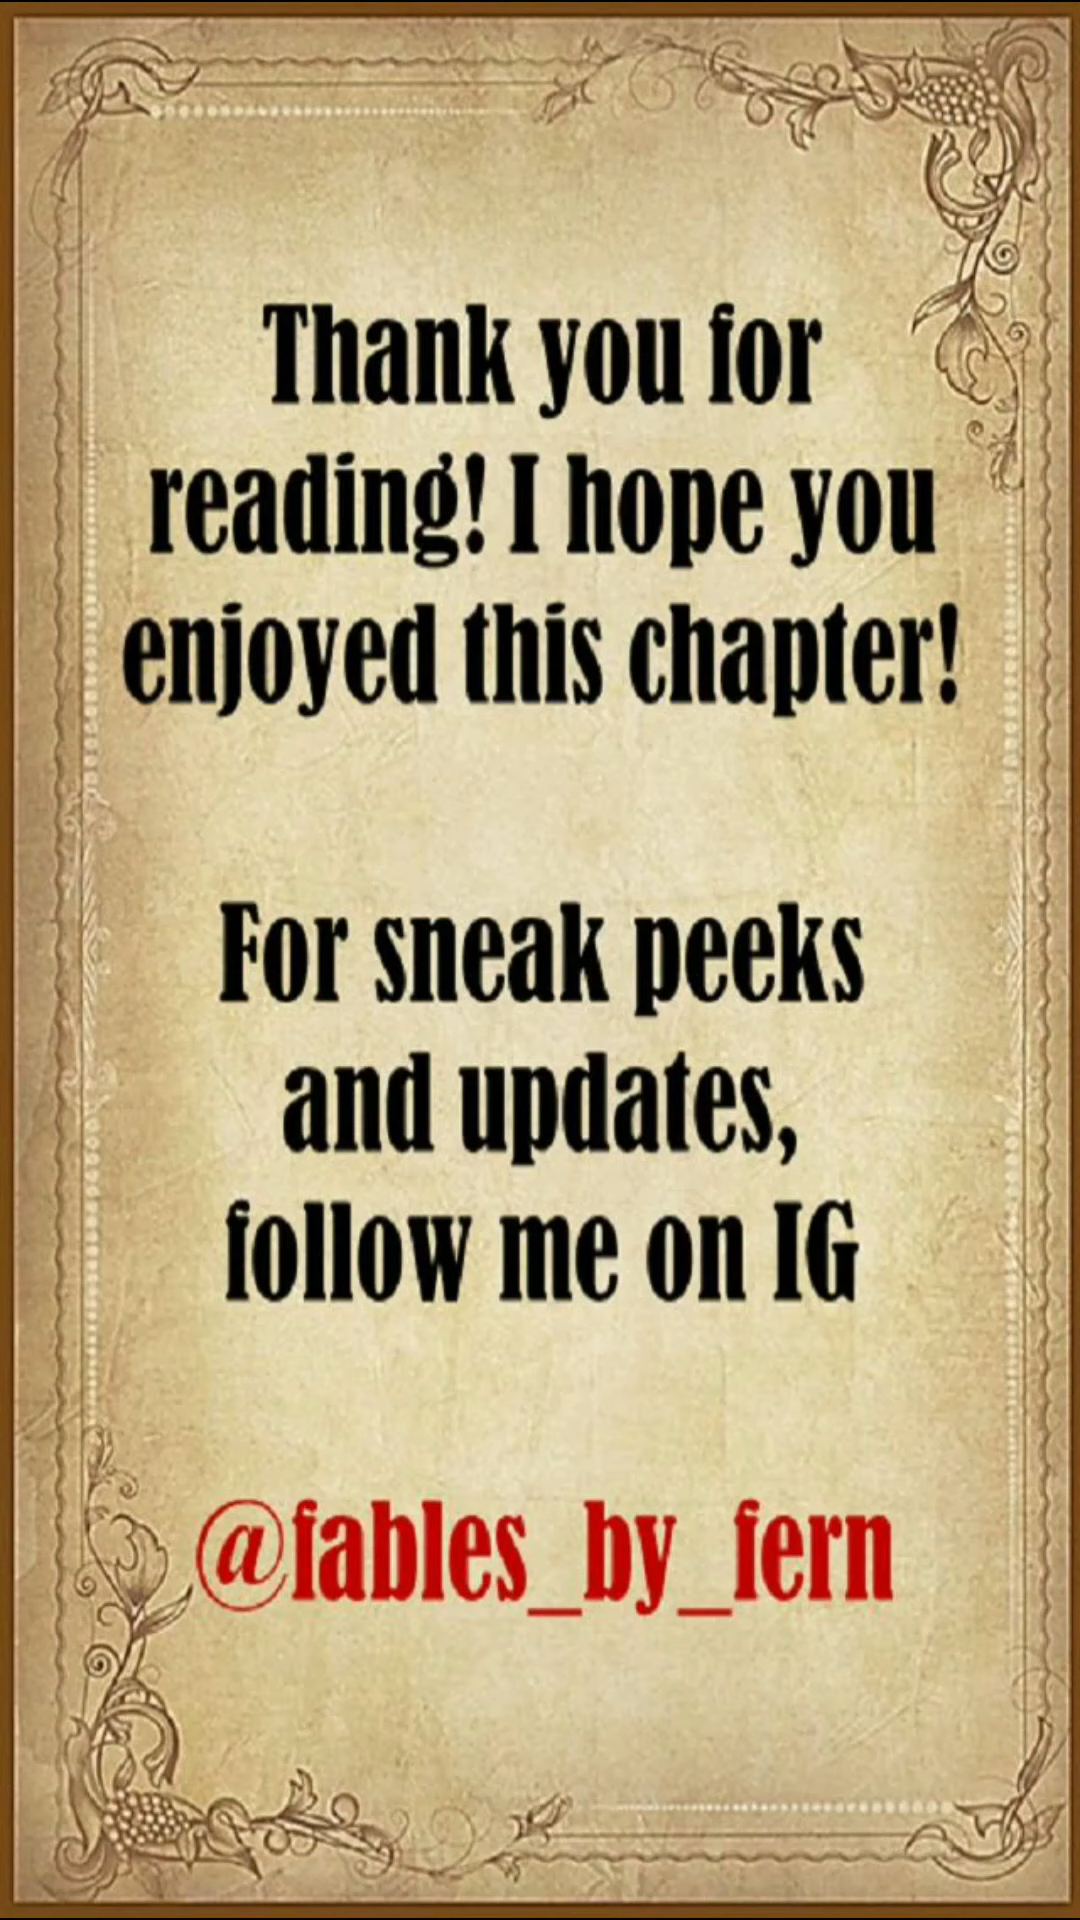 Thank you for
reading! I hope you
enjoyed this chapter!
For sneak peeks
and updates,
follow me on IG
@fables_by_fern